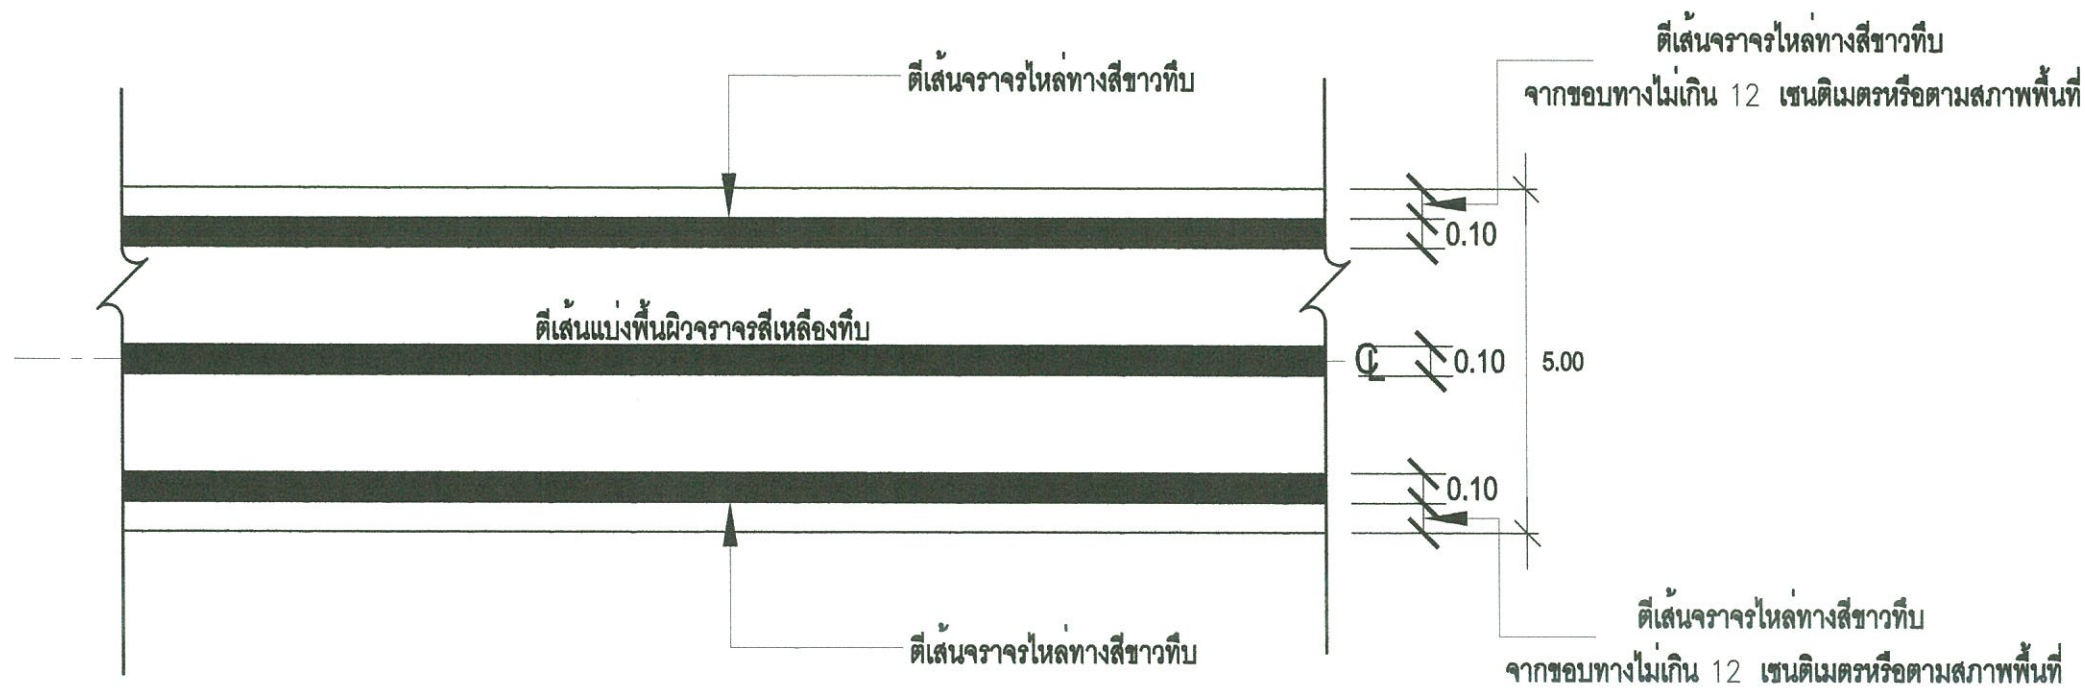 ตีเส้นจราจรไหล่ทางสีขาวทึบ
จากขอบทางไม่เกิน 12 เซนติเมตรหรือตามสภาพพื้นที่
ตีเส้นจราจรไหล่ทางสีขาวทึบ
0.10
ตีเส้นแบ่งพื้นผิวจราจรสีเหลืองทึบ
CL
0.10
5.00
0.10
ตีเส้นจราจรไหล่ทางสีขาวทึบ
จากขอบทางไม่เกิน 12 เซนติเมตรหรือตามสภาพพื้นที่
ตีเส้นจราจรไหล่ทางสีขาวทึบ